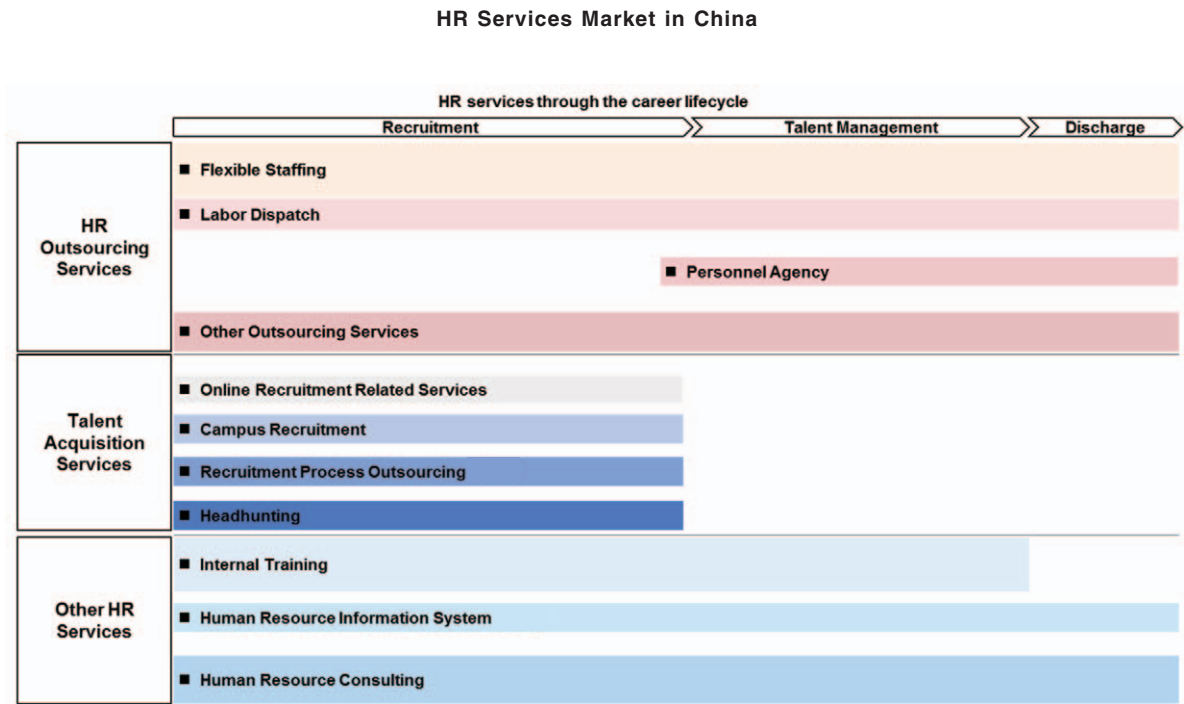 HR Services Market in China
HR services through the career lifecycle
Recruitment
Talent Management
Discharge
HR
Outsourcing
Services
■ Flexible Staffing
■ Labor Dispatch
■ Personnel Agency
■ Other Outsourcing Services
Talent
Acquisition
Services
■ Online Recruitment Related Services
■ Campus Recruitment
■ Recruitment Process Outsourcing
■ Headhunting
Other HR
Services
■ Internal Training
■ Human Resource Information System
■ Human Resource Consulting